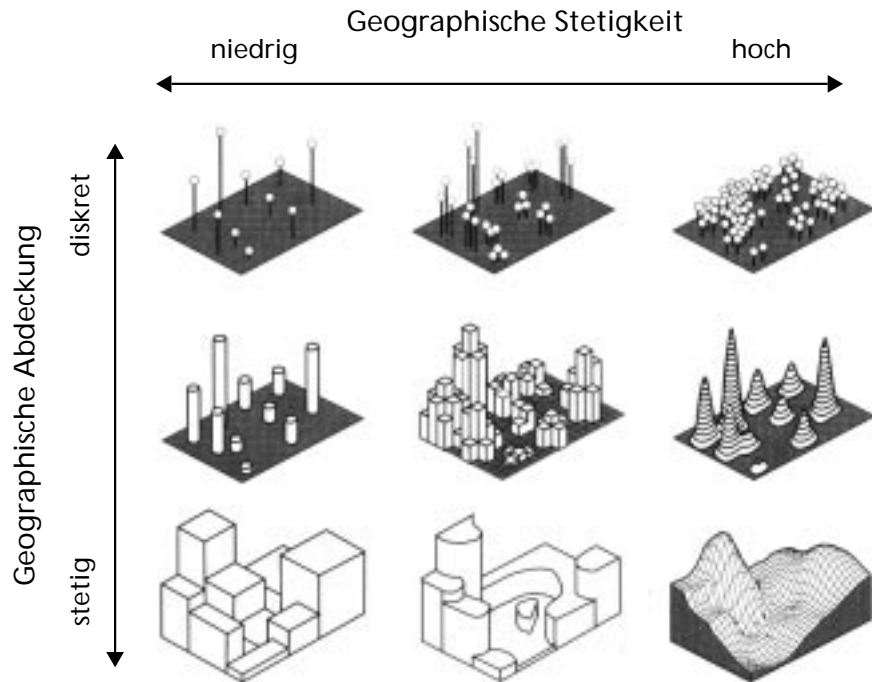 Geographische Stetigkeit
niedrig hoch
Geographische Abdeckung
diskret
stetig